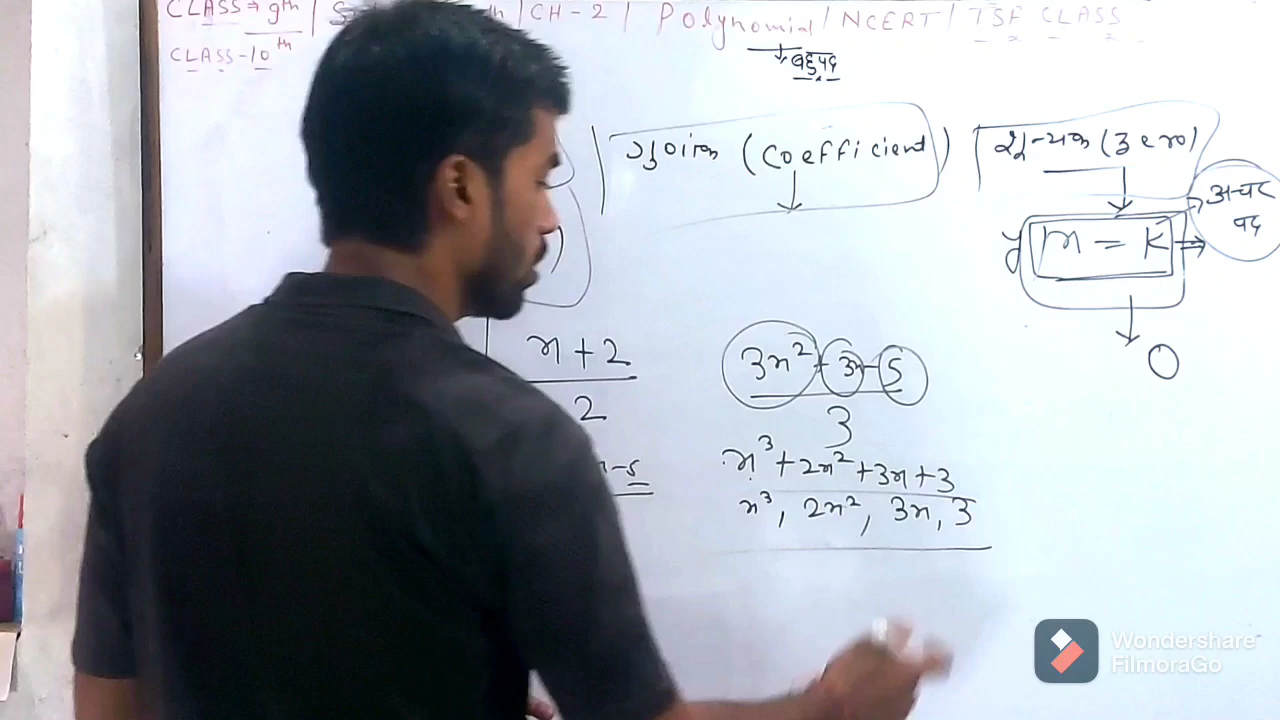 CLASS → 9th | CH-2 | Polynomial | NCERT | TSF CLASS
CLASS-10th
बहुपद
गुणांक (Coefficient)
शून्यक (Zero)
अचर
पद
y
x = K
0
x + 2
2
3x² + 3x - 5
3
x³ + 2x² + 3x + 3
x³, 2x², 3x, 3
-5
Wondershare
FilmoraGo